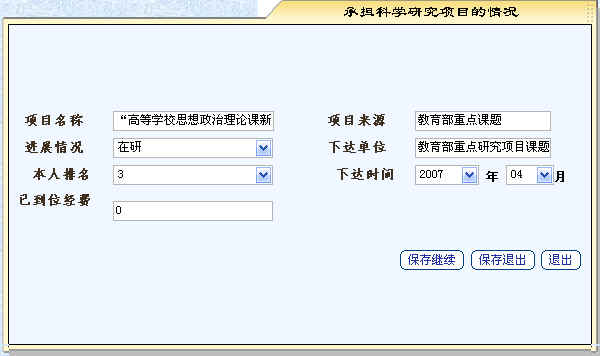 承担科学研究项目的情况
项目名称 “高等学校思想政治理论课新 项目来源 教育部重点课题
进展情况 在研 下达单位 教育部重点研究项目课题
本人排名 3 下达时间 2007 年 04 月
已到位经费 0
保存继续 保存退出 退出